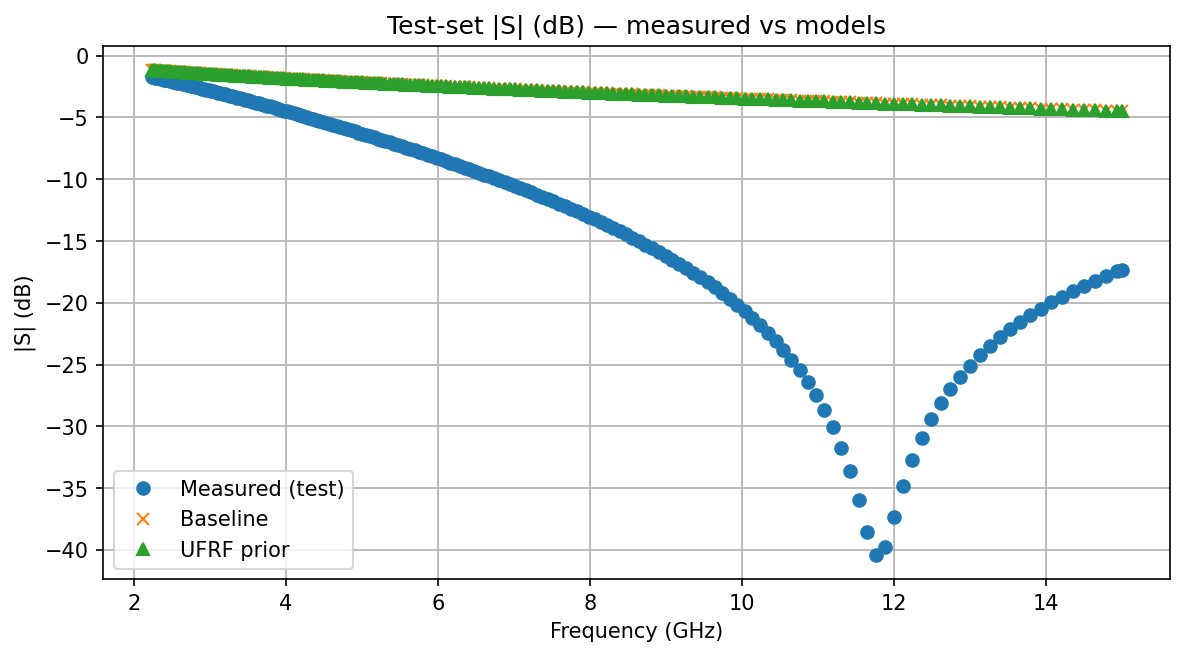 Test-set |S| (dB) — measured vs models
0
−5
−10
−15
−20
−25
−30
−35
−40
|S| (dB)
Measured (test)
Baseline
UFRF prior
2 4 6 8 10 12 14
Frequency (GHz)